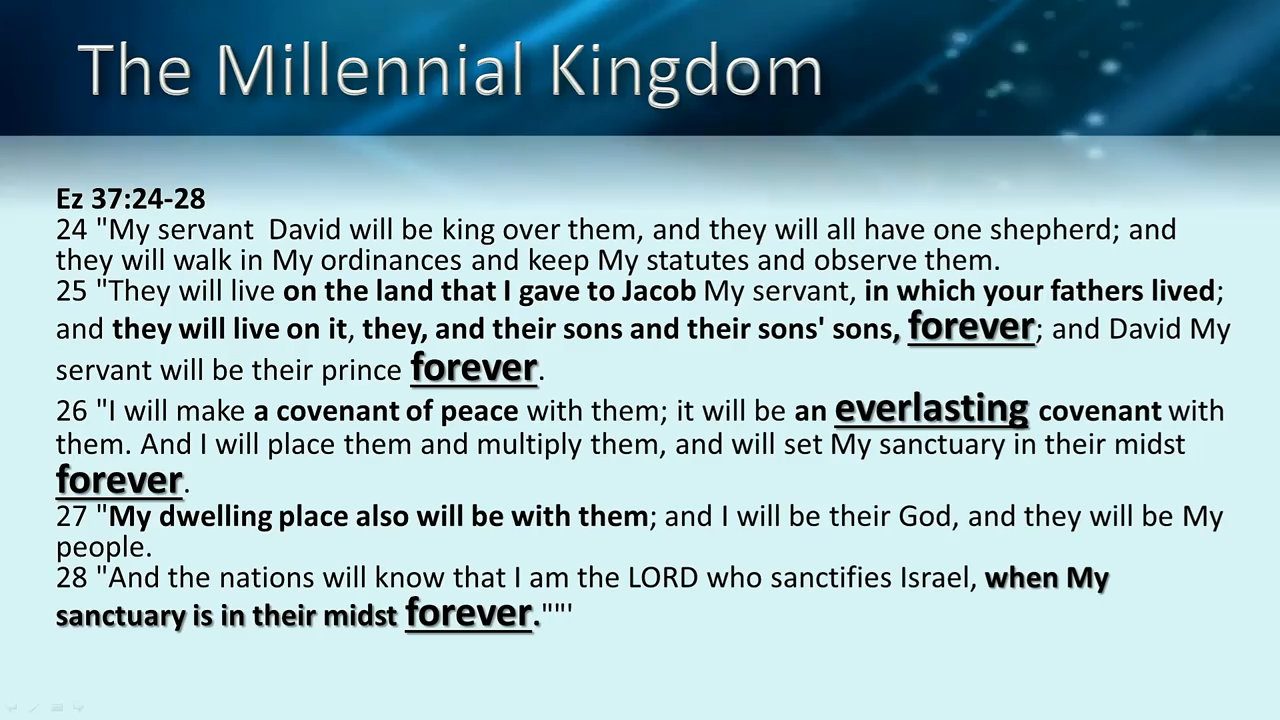 The Millennial Kingdom
Ez 37:24-28
24 "My servant  David will be king over them, and they will all have one shepherd; and
they will walk in My ordinances and keep My statutes and observe them.
25 "They will live on the land that I gave to Jacob My servant, in which your fathers lived;
and they will live on it, they, and their sons and their sons' sons, forever; and David My
servant will be their prince forever.
26 "I will make a covenant of peace with them; it will be an everlasting covenant with
them. And I will place them and multiply them, and will set My sanctuary in their midst
forever.
27 "My dwelling place also will be with them; and I will be their God, and they will be My
people.
28 "And the nations will know that I am the LORD who sanctifies Israel, when My
sanctuary is in their midst forever.""'